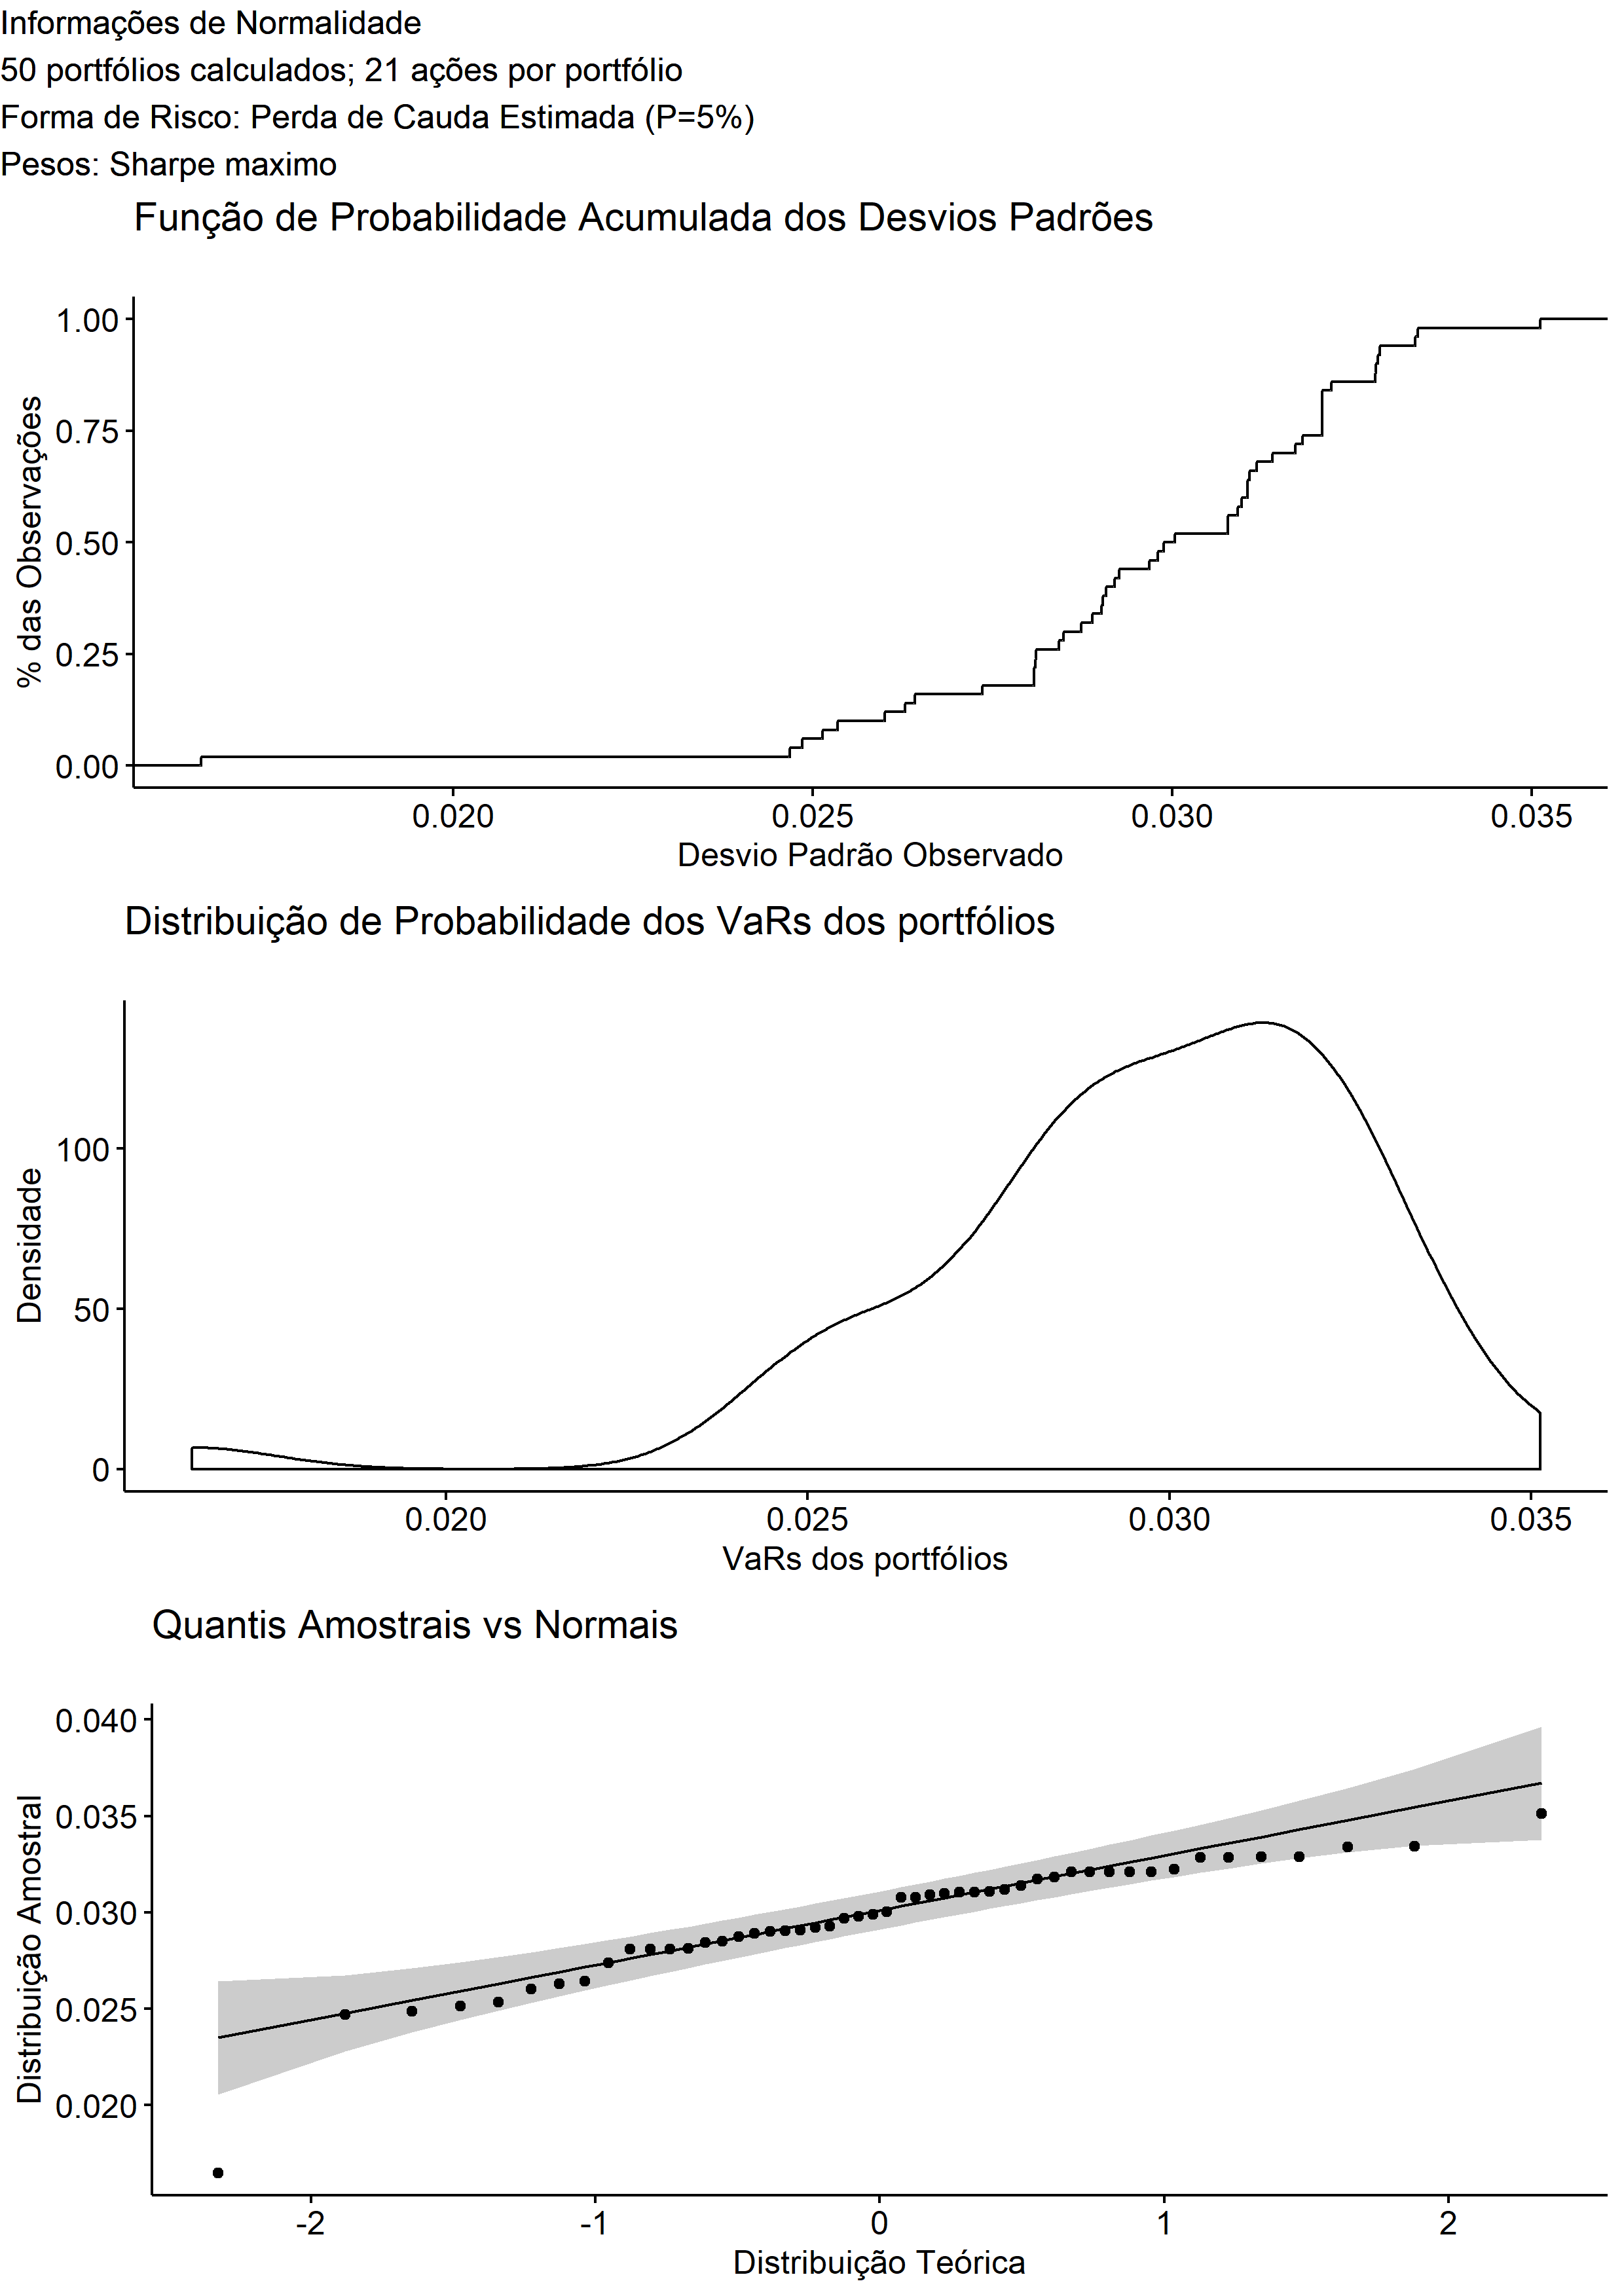 Informações de Normalidade
50 portfólios calculados; 21 ações por portfólio
Forma de Risco: Perda de Cauda Estimada (P=5%)
Pesos: Sharpe maximo
Função de Probabilidade Acumulada dos Desvios Padrões
% das Observações
1.00
0.75
0.50
0.25
0.00
0.020 0.025 0.030 0.035
Desvio Padrão Observado
Distribuição de Probabilidade dos VaRs dos portfólios
Densidade
100
50
0
0.020 0.025 0.030 0.035
VaRs dos portfólios
Quantis Amostrais vs Normais
Distribuição Amostral
0.040
0.035
0.030
0.025
0.020
-2 -1 0 1 2
Distribuição Teórica